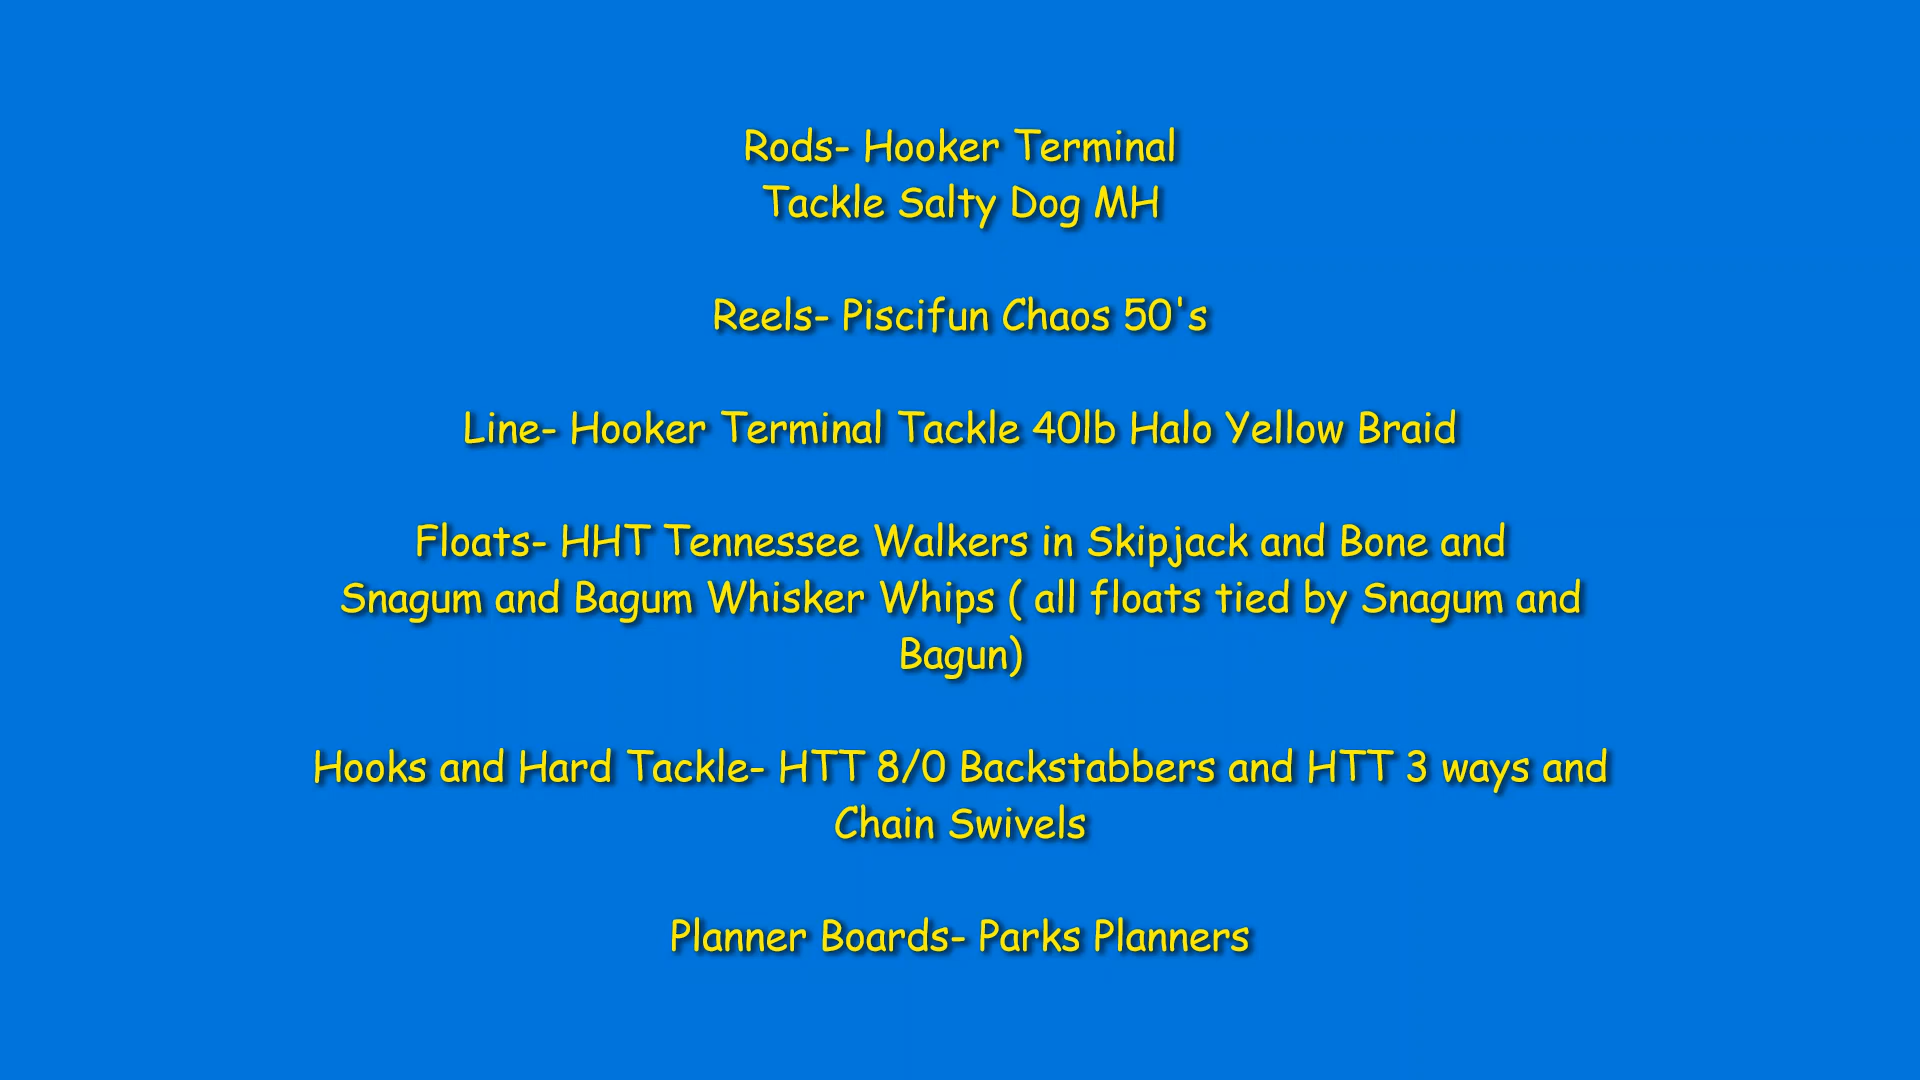 Rods- Hooker Terminal
Tackle Salty Dog MH
Reels- Piscifun Chaos 50's
Line- Hooker Terminal Tackle 40lb Halo Yellow Braid
Floats- HHT Tennessee Walkers in Skipjack and Bone and
Snagum and Bagum Whisker Whips ( all floats tied by Snagum and
Bagun)
Hooks and Hard Tackle- HTT 8/0 Backstabbers and HTT 3 ways and
Chain Swivels
Planner Boards- Parks Planners